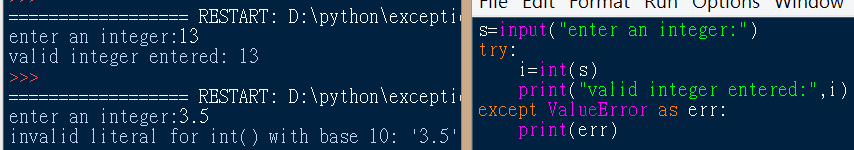 >>>
================== RESTART: D:\python\exceptio
enter an integer:13
valid integer entered: 13
>>>
================== RESTART: D:\python\exceptio
enter an integer:3.5
invalid literal for int() with base 10: '3.5'
File Edit Format Run Options Window
s=input("enter an integer:")
try:
    i=int(s)
    print("valid integer entered:",i)
except ValueError as err:
    print(err)